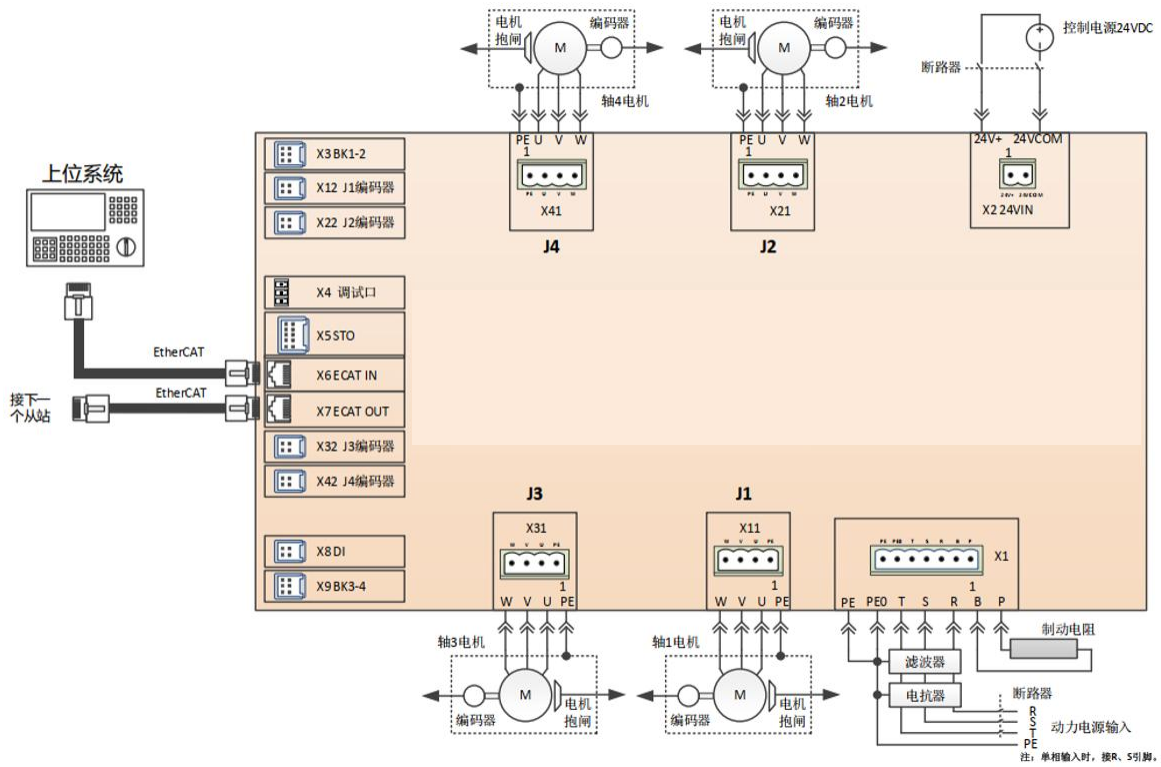 电机
抱闸
M
编码器
轴4电机
电机
抱闸
M
编码器
轴2电机
控制电源24VDC
断路器
PE U V W
1
PE U V W
X41
J4
PE U V W
1
PE U V W
X21
J2
24V+ 24VCOM
1
24V+ 24VCOM
X2 24VIN
上位系统
X3 BK1-2
X12 J1编码器
X22 J2编码器
X4 调试口
X5 STO
X6 ECAT IN
X7 ECAT OUT
X32 J3编码器
X42 J4编码器
X8 DI
X9 BK3-4
EtherCAT
EtherCAT
接下一
个从站
J3
X31
W V U PE
1
W V U PE
轴3电机
编码器
M
电机
抱闸
J1
X11
W V U PE
1
W V U PE
轴1电机
编码器
M
电机
抱闸
PE PE0 T S R B P
X1
1
PE PE0 T S R B P
制动电阻
滤波器
电抗器
断路器
R
S
T
PE
动力电源输入
注：单相输入时，接R、S引脚。